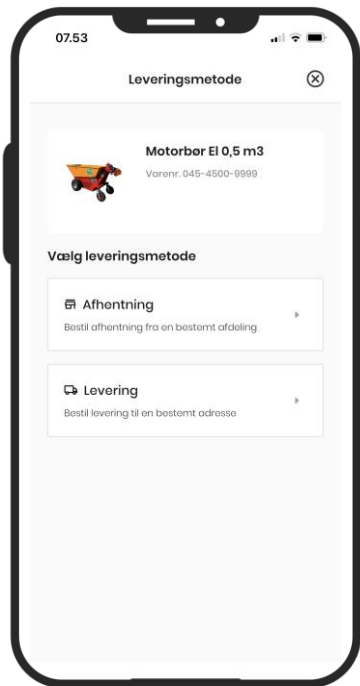 07.53
Leveringsmetode
Motorbør El 0,5 m3
Varenr. 045-4500-9999
Vælg leveringsmetode
Afhentning
Bestil afhentning fra en bestemt afdeling
Levering
Bestil levering til en bestemt adresse